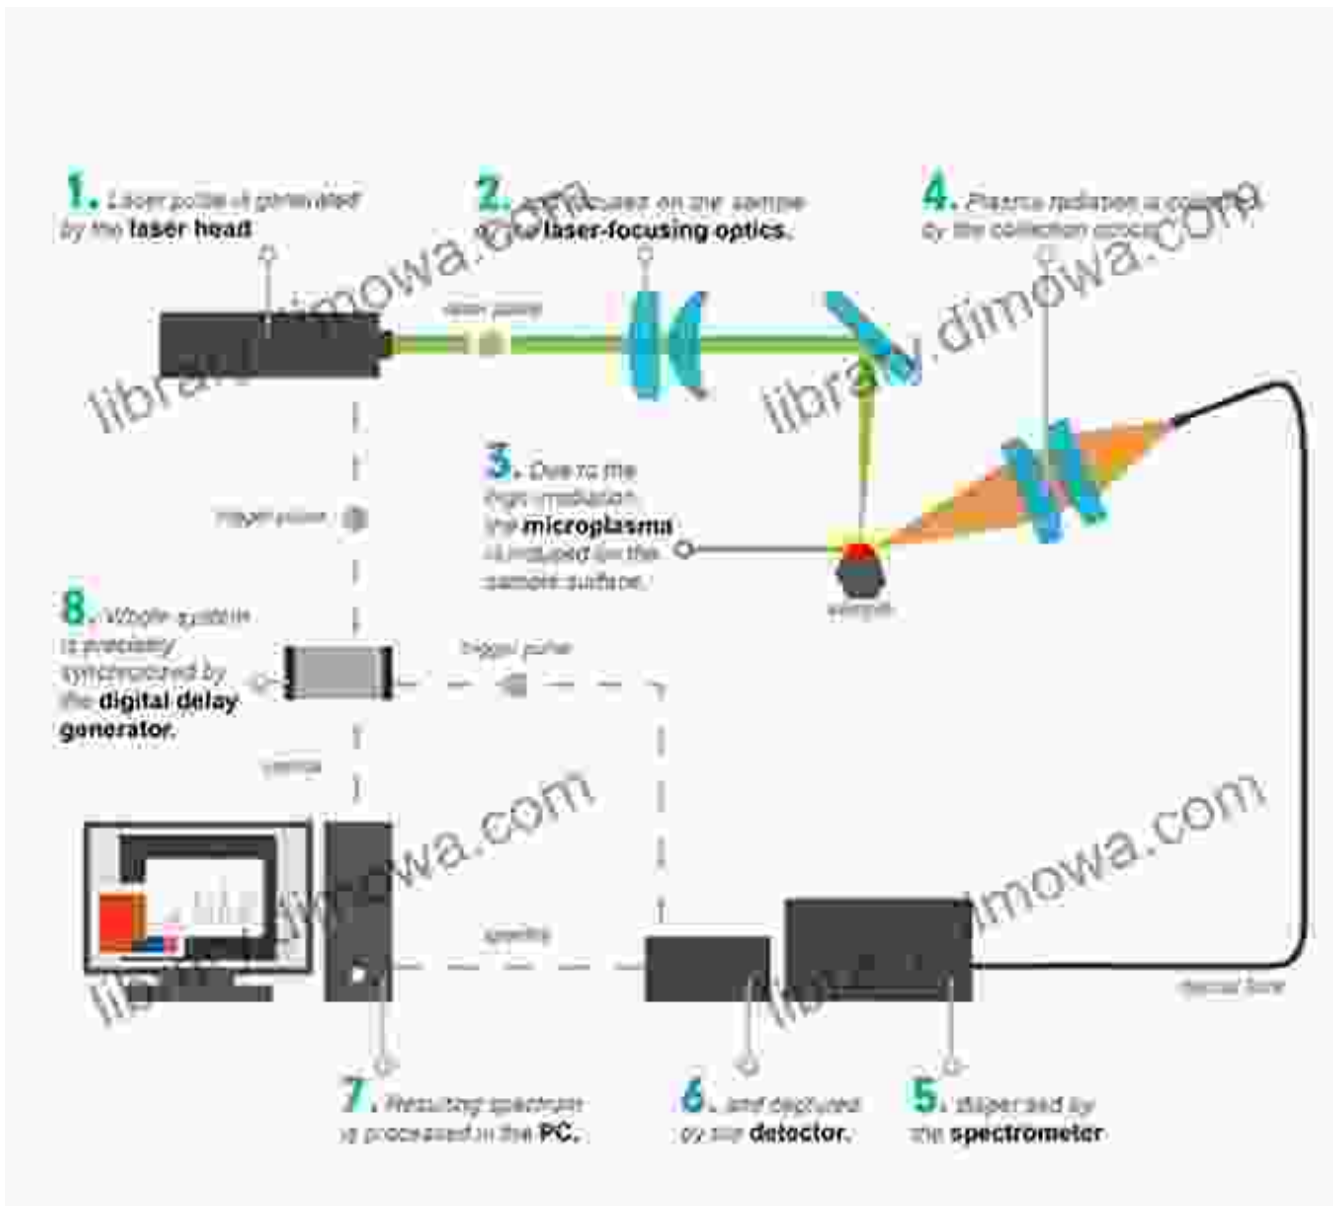 1. Laser pulse is generated
by the laser head
2. focused on the sample
laser-focusing optics.
4. Plasma radiation is
by the collection optics
laser pulse
3. Due to the
high irradiation
the microplasma
is induced on the
sample surface.
sample
trigger pulse
8. Whole system
is precisely
synchronized by
the digital delay
generator.
trigger pulse
control
spectra
optical fibre
7. Resulting spectrum
is processed in the PC.
6. and captured
by the detector.
5. dispersed by
the spectrometer
library.dimowa.com
library.dimowa.com
library.dimowa.com
library.dimowa.com